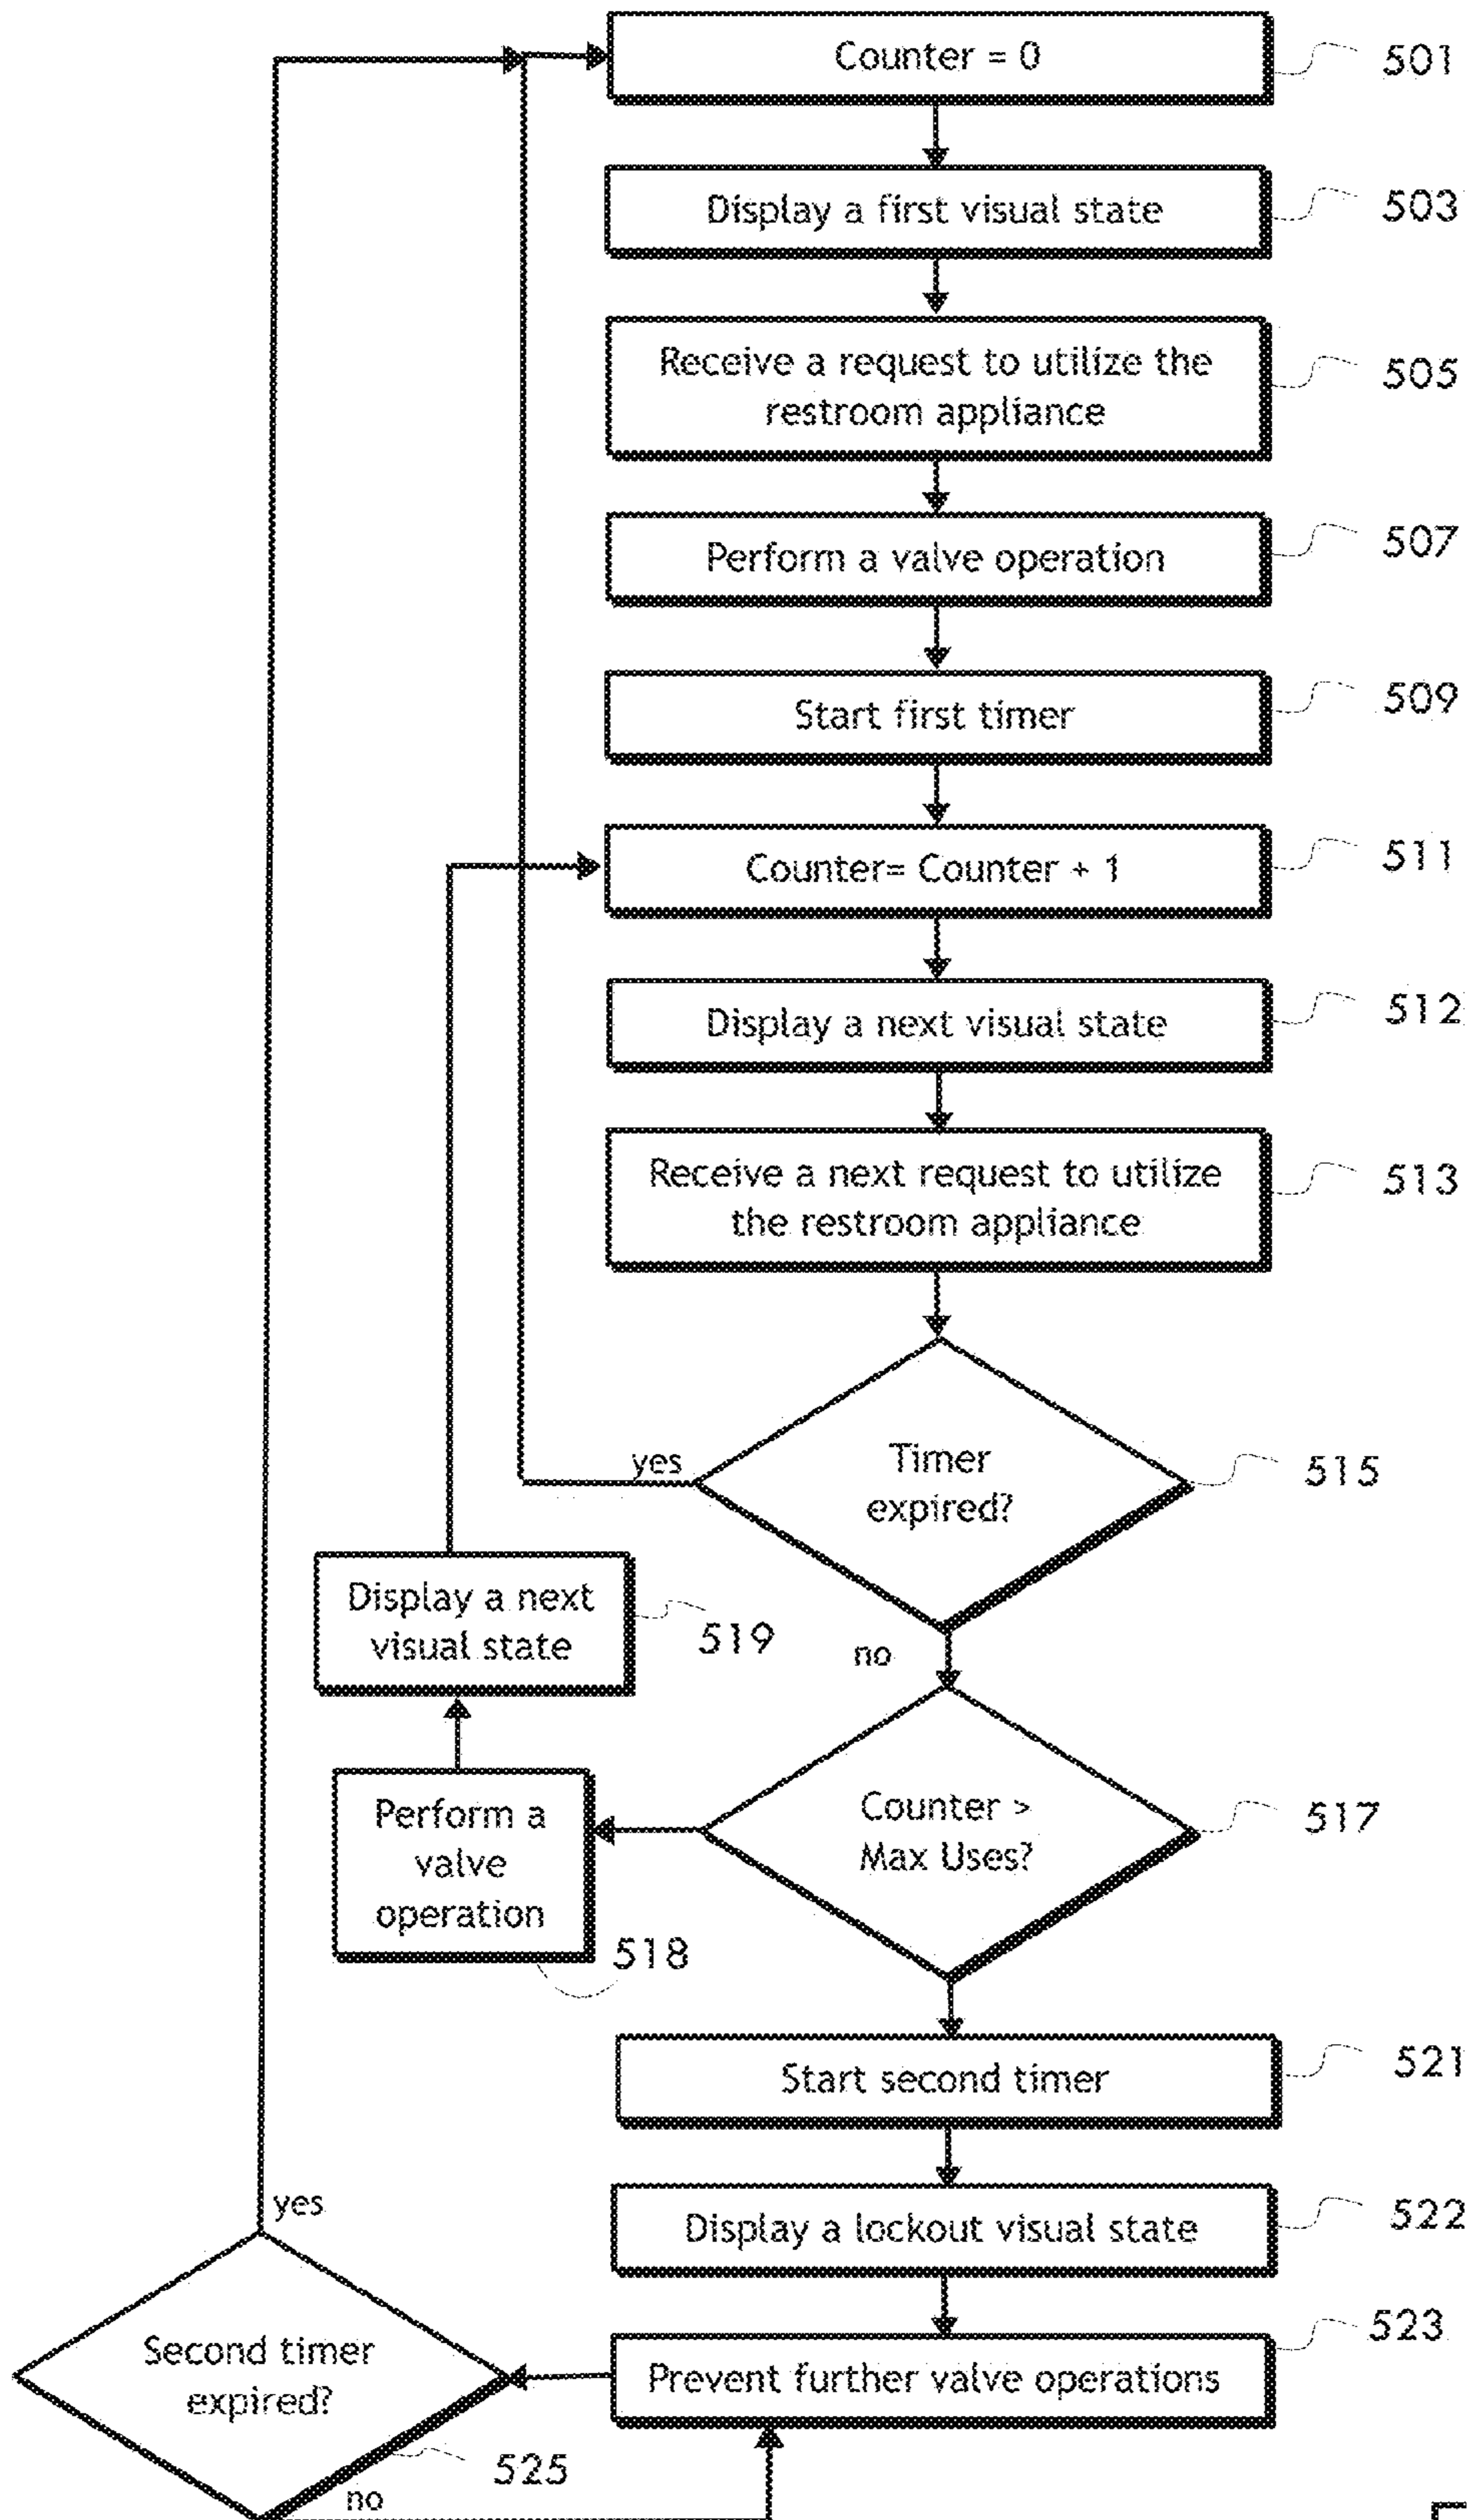 Counter = 0
501
Display a first visual state
503
Receive a request to utilize the
restroom appliance
505
Perform a valve operation
507
Start first timer
509
Counter= Counter + 1
511
Display a next visual state
512
Receive a next request to utilize
the restroom appliance
513
Timer
expired?
515
yes
no
Display a next
visual state
519
Counter >
Max Uses?
517
Perform a
valve
operation
518
Start second timer
521
Display a lockout visual state
522
Prevent further valve operations
523
yes
Second timer
expired?
525
no